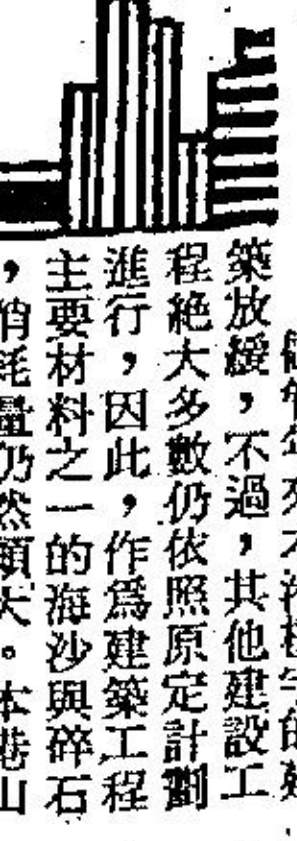 築放緩，不過，其他建設工
程絕大多數仍依照原定計劃
進行，因此，作爲建築工程
主要材料之一的海沙與碎石
，消耗量仍然頗大。本港山